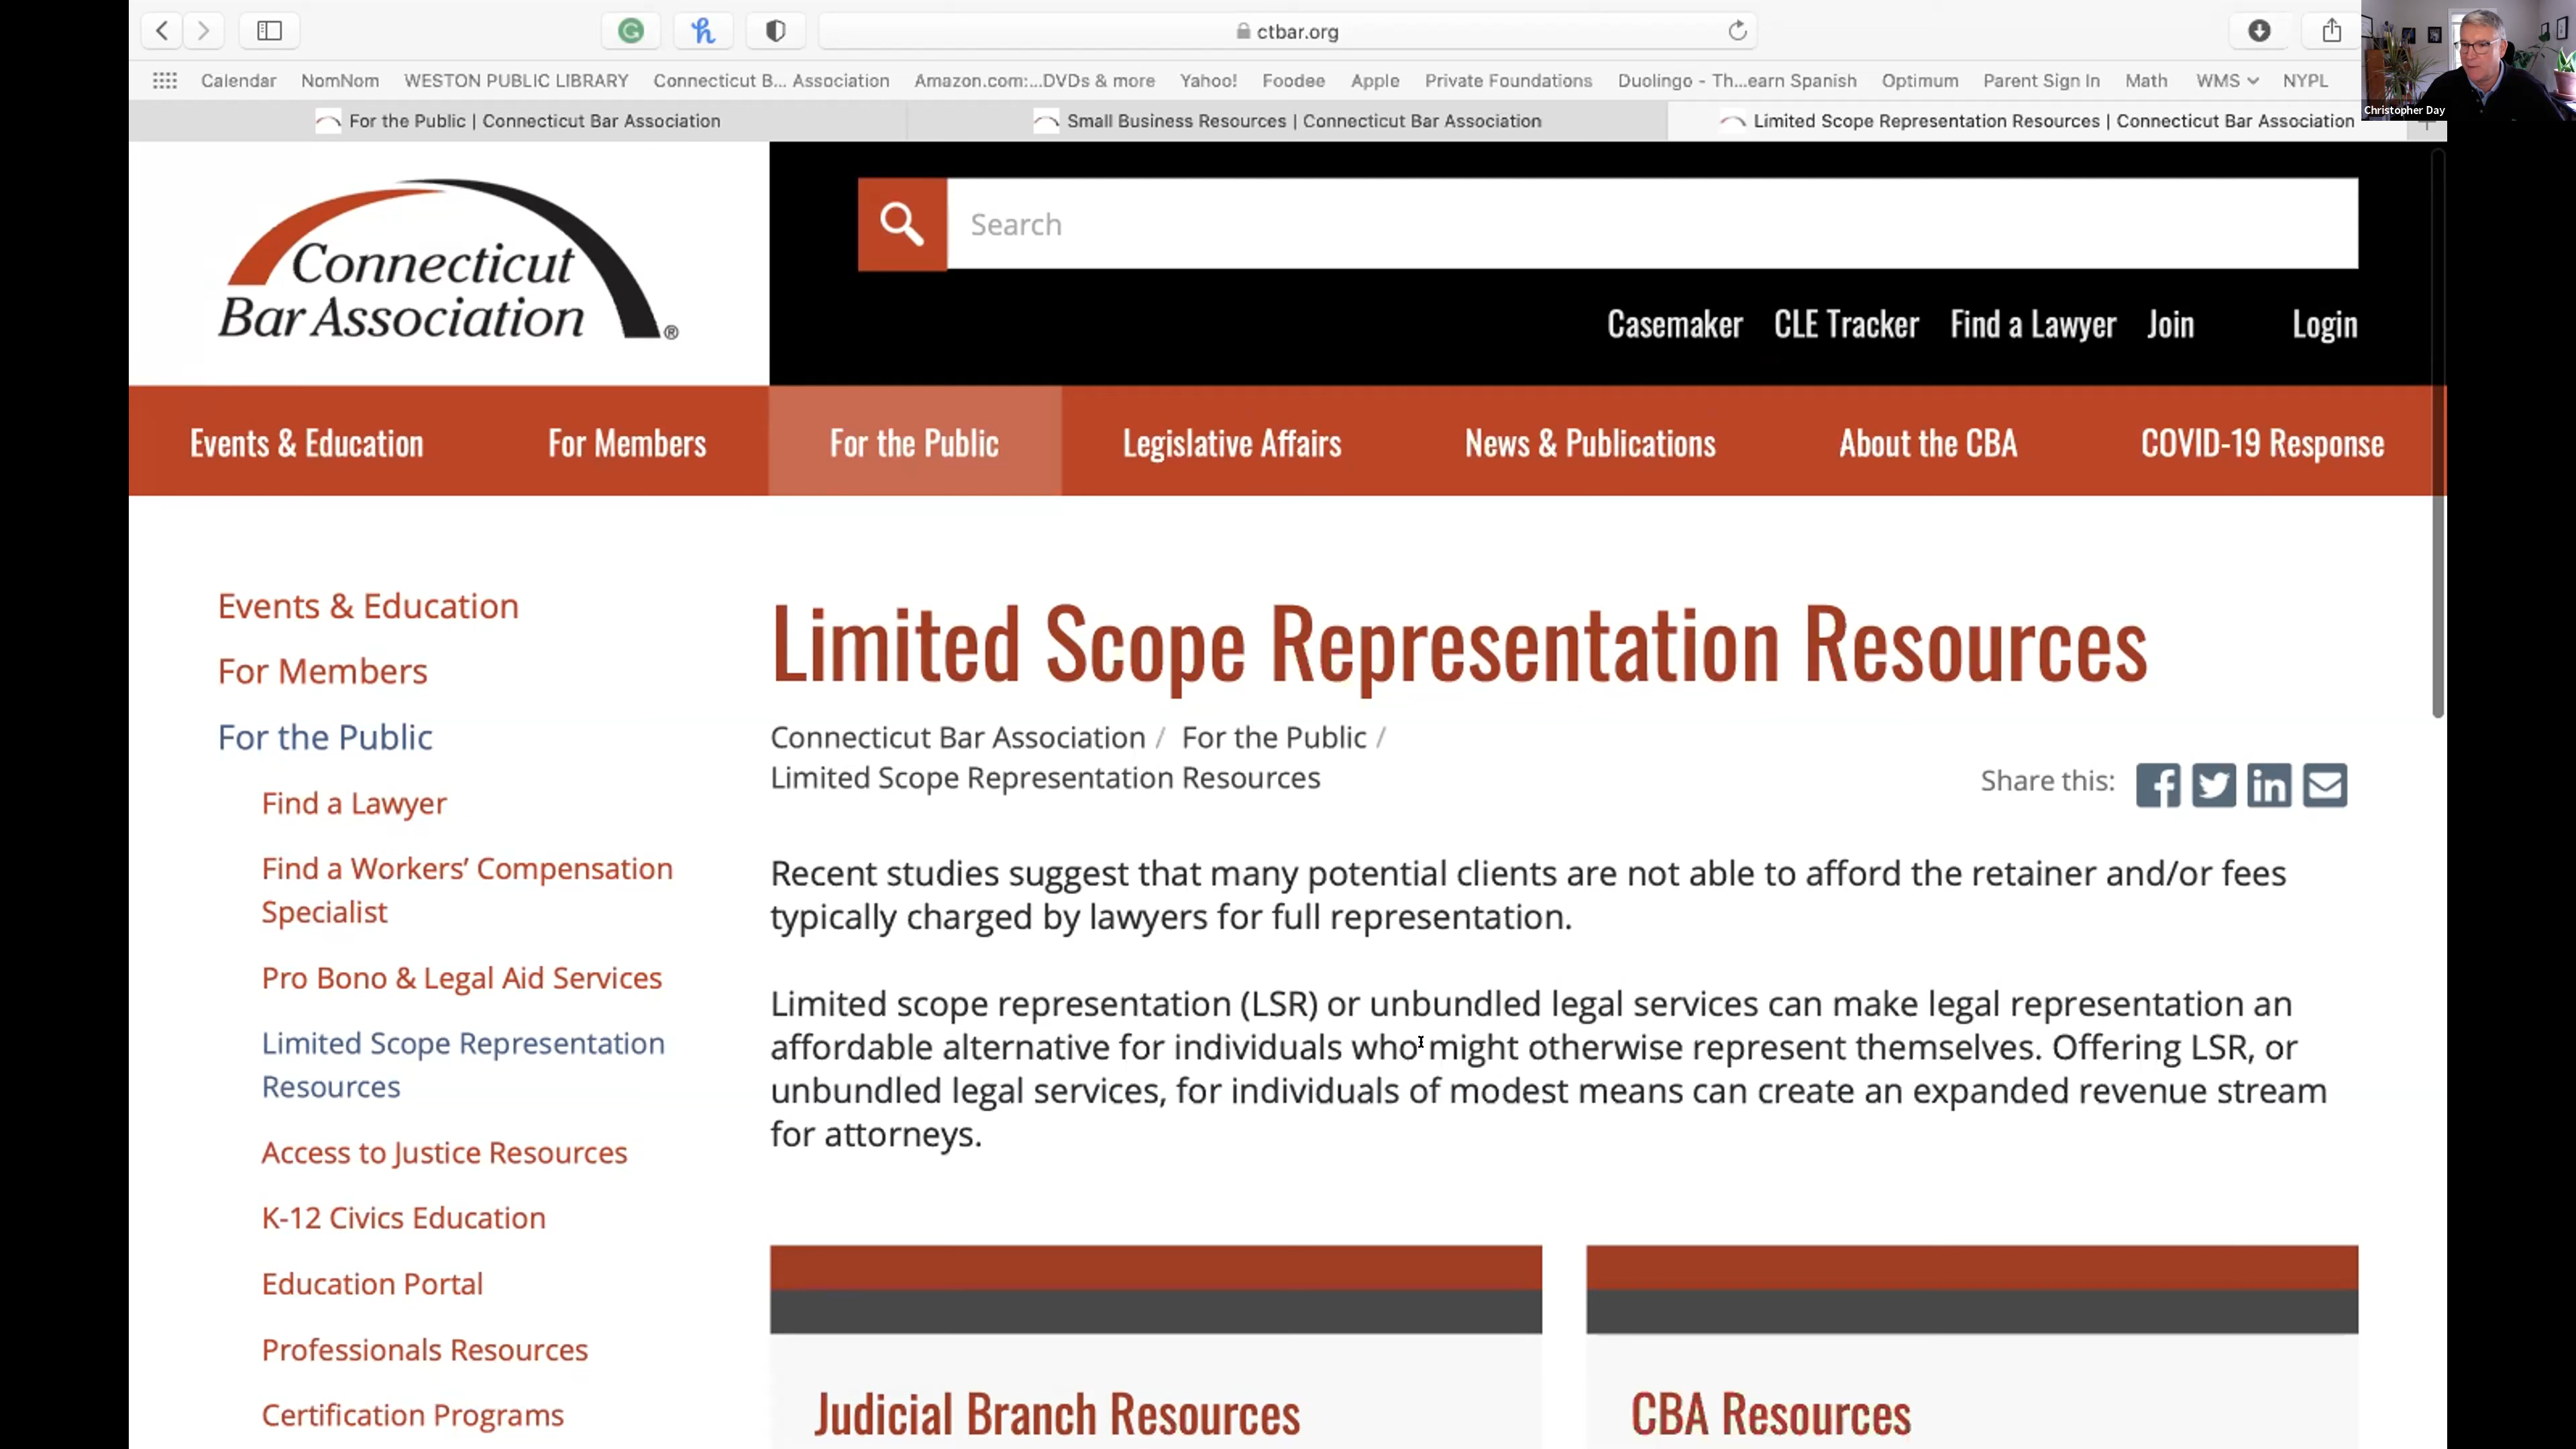 ctbar.org
Calendar NomNom WESTON PUBLIC LIBRARY Connecticut B... Association Amazon.com:...DVDs & more Yahoo! Foodee Apple Private Foundations Duolingo - Th...earn Spanish Optimum Parent Sign In Math WMS NYPL
Christopher Day
For the Public | Connecticut Bar Association Small Business Resources | Connecticut Bar Association Limited Scope Representation Resources | Connecticut Bar Association
Connecticut
Bar Association®
Search
Casemaker CLE Tracker Find a Lawyer Join Login
Events & Education For Members For the Public Legislative Affairs News & Publications About the CBA COVID-19 Response
Events & Education
For Members
For the Public
Find a Lawyer
Find a Workers’ Compensation
Specialist
Pro Bono & Legal Aid Services
Limited Scope Representation
Resources
Access to Justice Resources
K-12 Civics Education
Education Portal
Professionals Resources
Certification Programs
Limited Scope Representation Resources
Connecticut Bar Association / For the Public /
Limited Scope Representation Resources
Share this:
Recent studies suggest that many potential clients are not able to afford the retainer and/or fees
typically charged by lawyers for full representation.
Limited scope representation (LSR) or unbundled legal services can make legal representation an
affordable alternative for individuals who might otherwise represent themselves. Offering LSR, or
unbundled legal services, for individuals of modest means can create an expanded revenue stream
for attorneys.
Judicial Branch Resources
CBA Resources